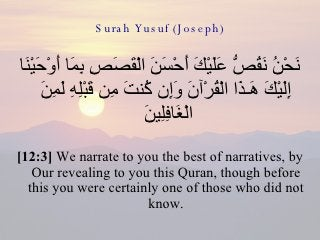 Surah Yusuf (Joseph)
نَحْنُ نَقُصُّ عَلَيْكَ أَحْسَنَ الْقَصَصِ بِمَا أَوْحَيْنَا
إِلَيْكَ هَـذَا الْقُرْآنَ وَإِن كُنتَ مِن قَبْلِهِ لَمِنَ
الْغَافِلِينَ
[12:3] We narrate to you the best of narratives, by
Our revealing to you this Quran, though before
this you were certainly one of those who did not
know.